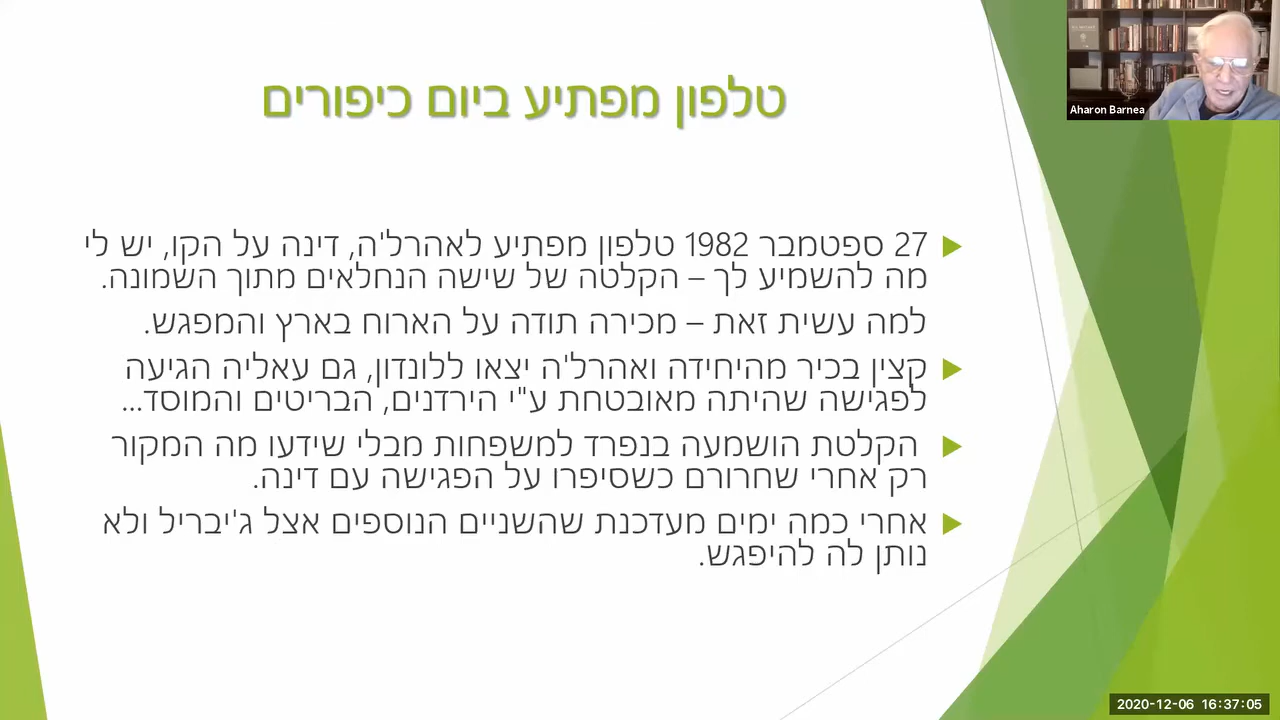 טלפון מפתיע ביום כיפורים
Aharon Barnea
27 ספטמבר 1982 טלפון מפתיע לאהרל'ה, דינה על הקו, יש לי
מה להשמיע לך – הקלטה של שישה הנחלאים מתוך השמונה.
למה עשית זאת – מכירה תודה על הארוח בארץ והמפגש.
קצין בכיר מהיחידה ואהרל'ה יצאו ללונדון, גם עאליה הגיעה
לפגישה שהיתה מאובטחת ע"י הירדנים, הבריטים והמוסד...
הקלטת הושמעה בנפרד למשפחות מבלי שידעו מה המקור
רק אחרי שחרורם כשסיפרו על הפגישה עם דינה.
אחרי כמה ימים מעדכנת שהשניים הנוספים אצל ג'יבריל ולא
נותן לה להיפגש.
2020-12-06 16:37:05